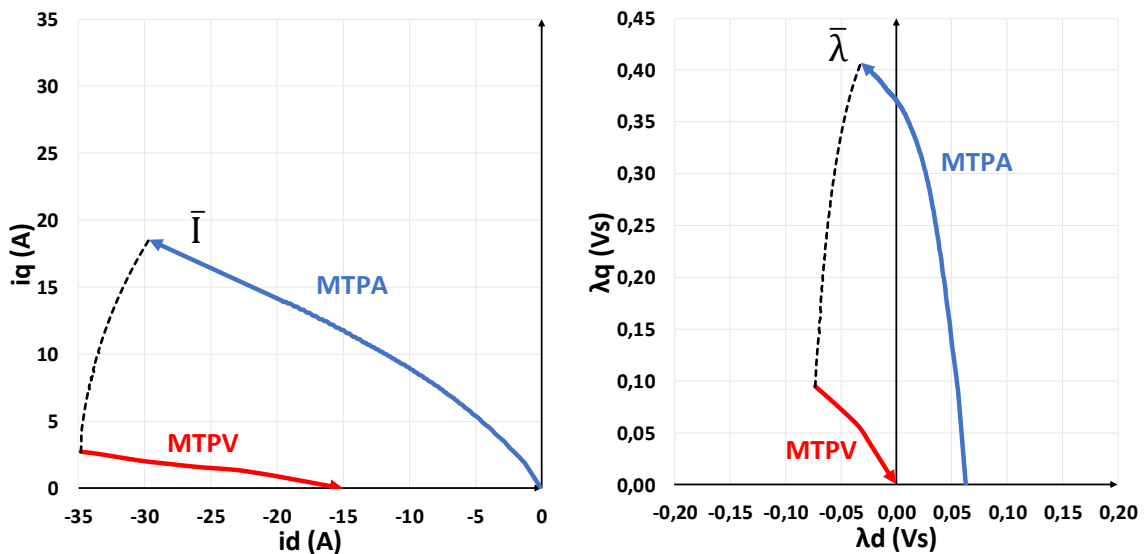 35
30
25
20
15
10
5
0
iq (A)
Ī
MTPA
MTPV
-35 -30 -25 -20 -15 -10 -5 0
id (A)
0,45
0,40
0,35
0,30
0,25
0,20
0,15
0,10
0,05
0,00
λq (Vs)
λ̄
MTPA
MTPV
-0,20 -0,15 -0,10 -0,05 0,00 0,05 0,10 0,15 0,20
λd (Vs)